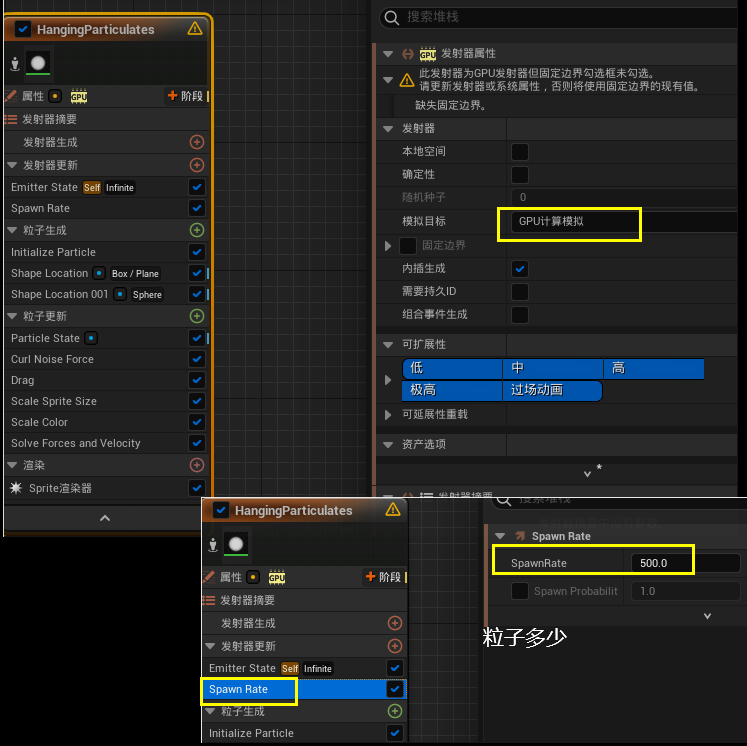 HangingParticulates
属性
GPU
阶段
发射器摘要
发射器生成
发射器更新
Emitter State Self Infinite
Spawn Rate
粒子生成
Initialize Particle
Shape Location Box / Plane
Shape Location 001 Sphere
粒子更新
Particle State
Curl Noise Force
Drag
Scale Sprite Size
Scale Color
Solve Forces and Velocity
渲染
Sprite渲染器
搜索堆栈
GPU 发射器属性
此发射器为GPU发射器但固定边界勾选框未勾选。
请更新发射器或系统属性，否则将使用固定边界的现有值。
缺失固定边界。
发射器
本地空间
确定性
随机种子 0
模拟目标 GPU计算模拟
固定边界
内插生成
需要持久ID
组合事件生成
可扩展性
低 中 高
极高 过场动画
可延展性重载
资产选项
*
发射器摘要
HangingParticulates
属性 GPU 阶段
发射器摘要
发射器生成
发射器更新
Emitter State Self Infinite
Spawn Rate
粒子生成
Initialize Particle
搜索堆栈
Spawn Rate
SpawnRate 500.0
Spawn Probabilit 1.0
粒子多少